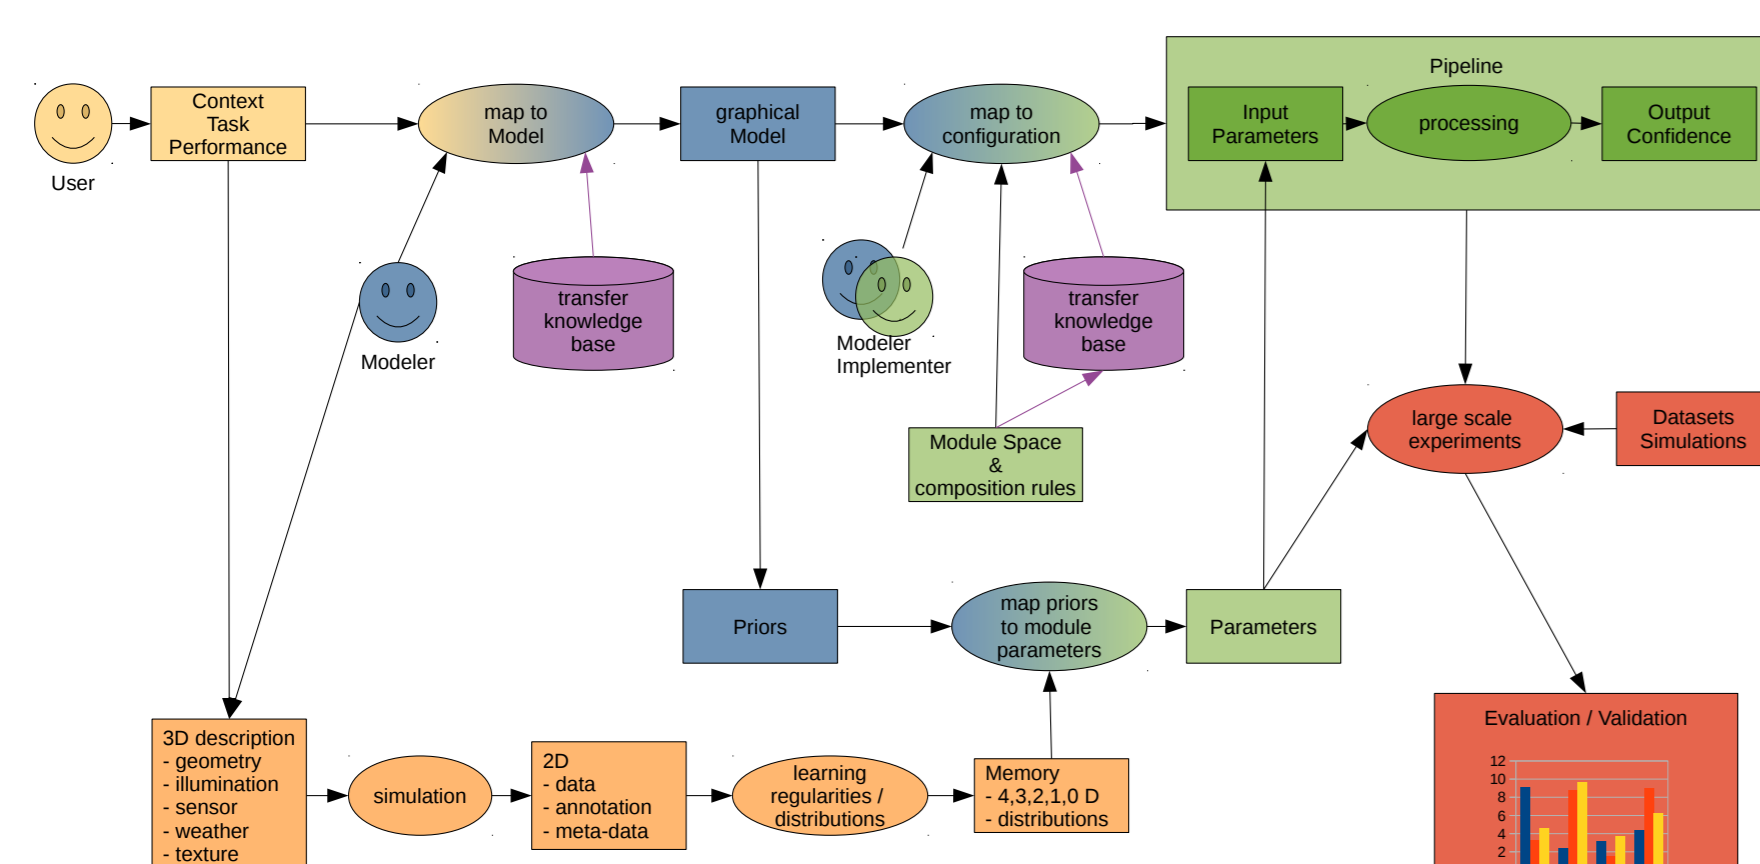 Pipeline
Context
Task
Performance
map to
Model
graphical
Model
map to
configuration
Input
Parameters
processing
Output
Confidence
User
Modeler
transfer
knowledge
base
Modeler
Implementer
transfer
knowledge
base
Module Space
&
composition rules
large scale
experiments
Datasets
Simulations
Priors
map priors
to module
parameters
Parameters
3D description
- geometry
- illumination
- sensor
- weather
- texture
simulation
2D
- data
- annotation
- meta-data
learning
regularities /
distributions
Memory
- 4,3,2,1,0 D
- distributions
Evaluation / Validation
12
10
8
6
4
2